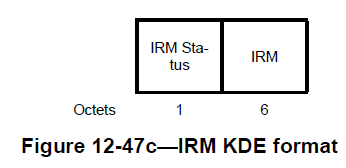 IRM Sta-
tus
IRM
Octets 1 6
Figure 12-47c—IRM KDE format